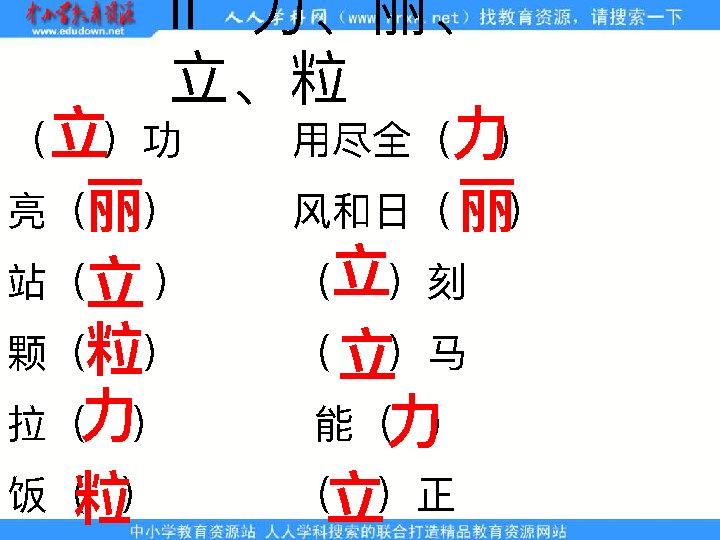 中小学教育资源 人人学科网（www.rrxk.net）找教育资源，请搜索一下
www.edudown.net
力、丽、
立、粒
（立）功 用尽全（力）
亮（丽） 风和日（丽）
站（立） （立）刻
颗（粒） （立）马
拉（力） 能（力）
饭（粒） （立）正
中小学教育资源站 人人学科搜索的联合打造精品教育资源网站